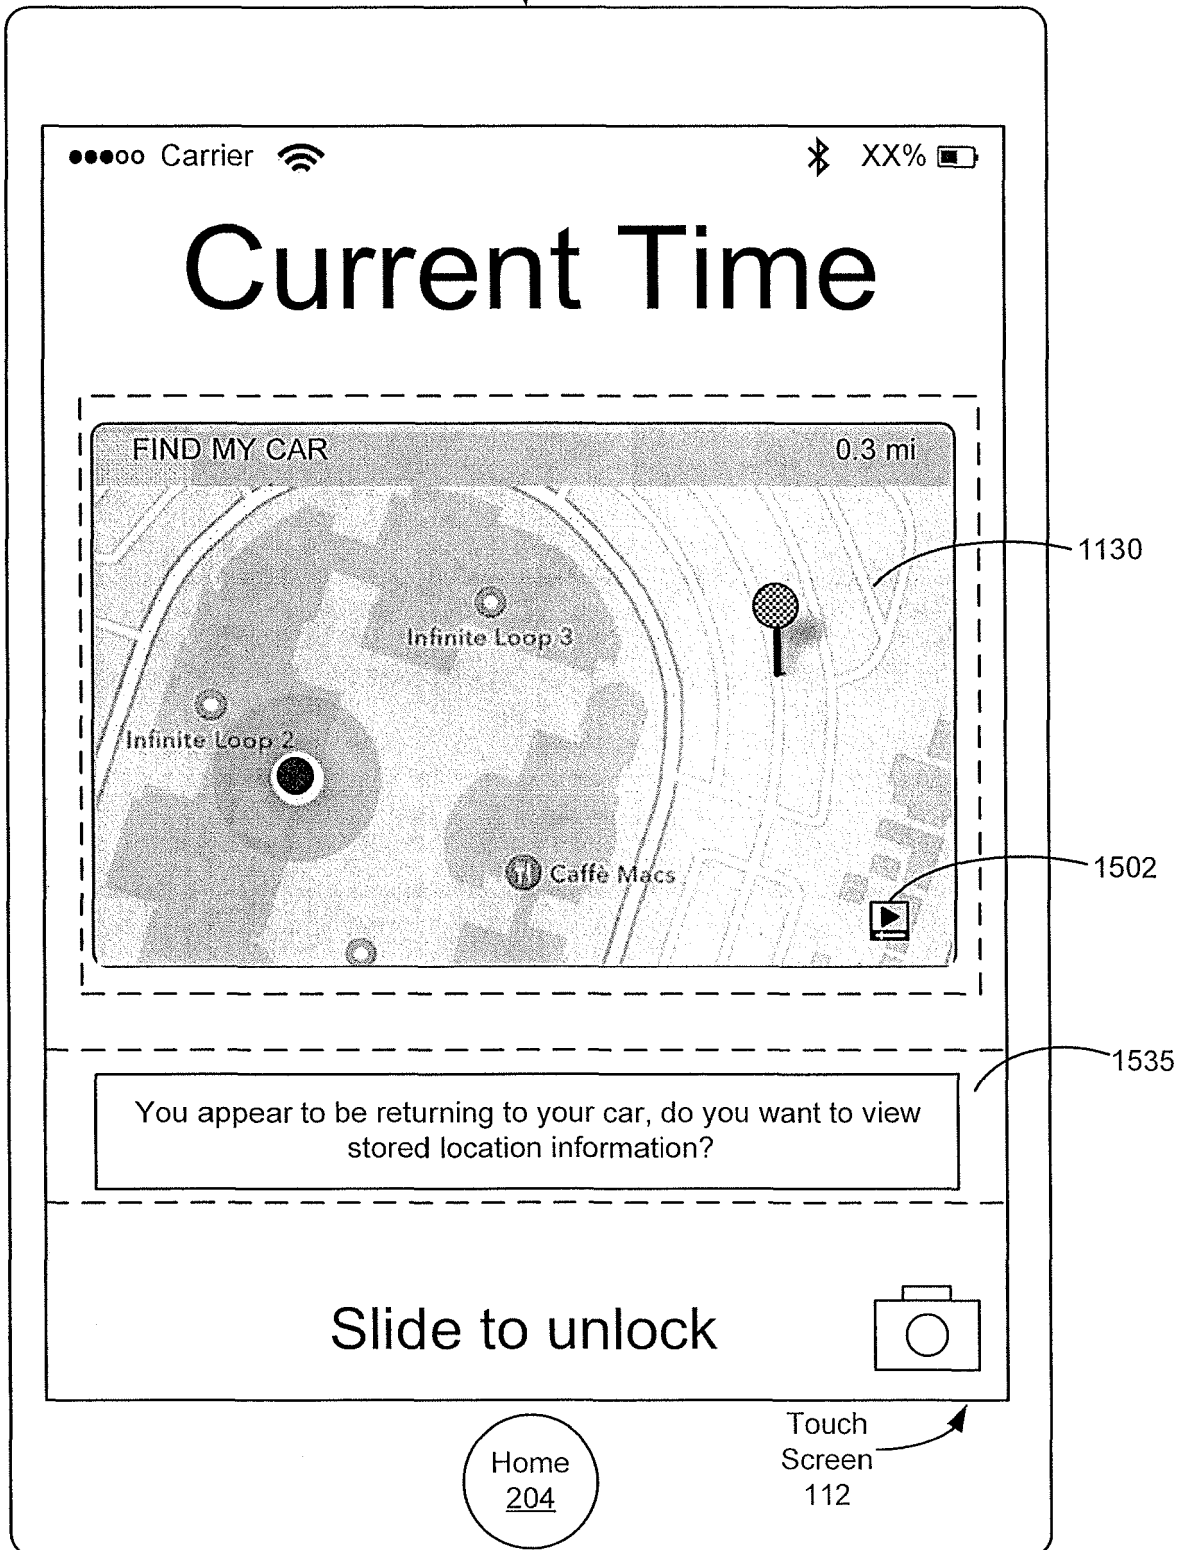 Carrier XX%
Current Time
FIND MY CAR 0.3 mi
1130
Infinite Loop 3
Infinite Loop 2
1502
Caffè Macs
1535
You appear to be returning to your car, do you want to view
stored location information?
Slide to unlock
Touch
Screen
112
Home
204